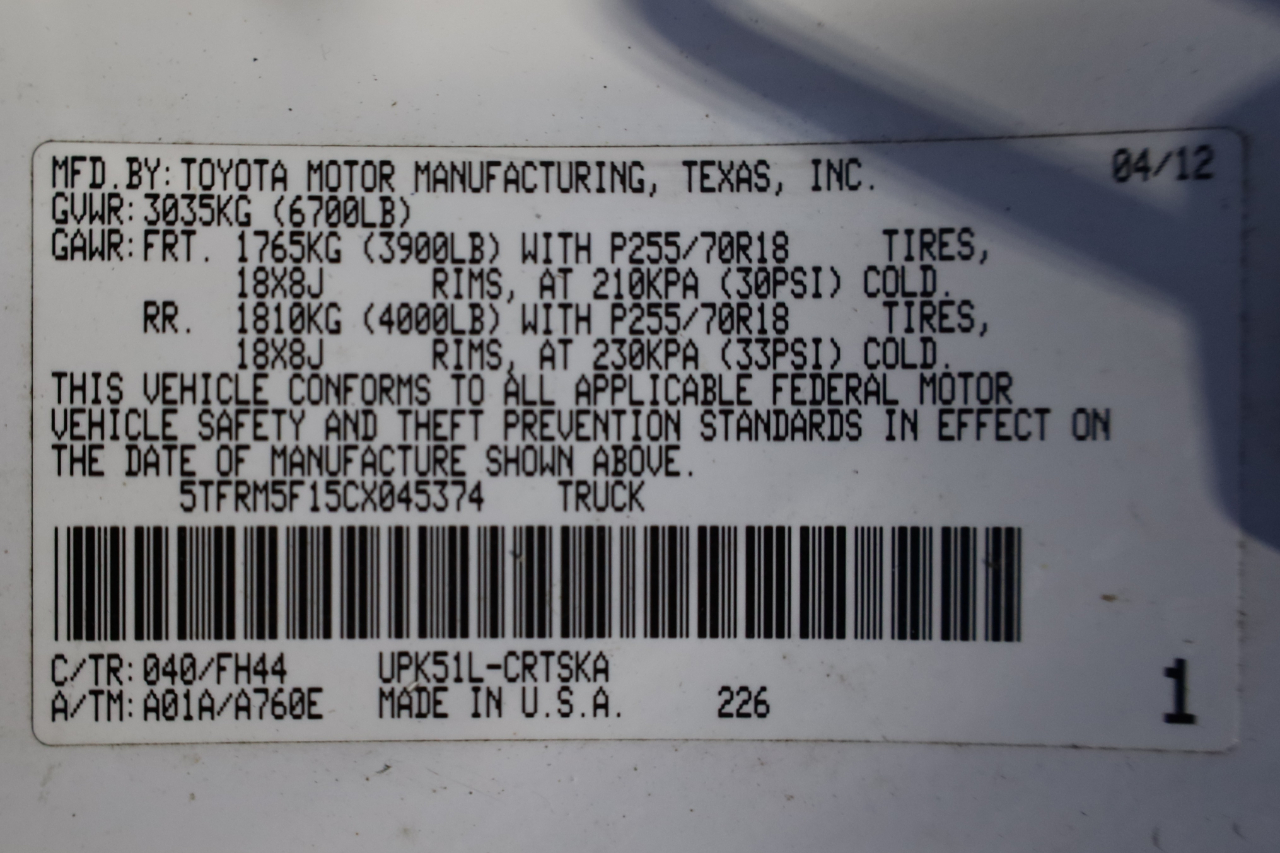 MFD.BY: TOYOTA MOTOR MANUFACTURING, TEXAS, INC. 04/12
GVWR: 3035KG (6700LB)
GAWR: FRT. 1765KG (3900LB) WITH P255/70R18 TIRES,
18X8J RIMS, AT 210KPA (30PSI) COLD.
RR. 1810KG (4000LB) WITH P255/70R18 TIRES,
18X8J RIMS, AT 230KPA (33PSI) COLD.
THIS VEHICLE CONFORMS TO ALL APPLICABLE FEDERAL MOTOR
VEHICLE SAFETY AND THEFT PREVENTION STANDARDS IN EFFECT ON
THE DATE OF MANUFACTURE SHOWN ABOVE.
5TFRM5F15CX045374 TRUCK
C/TR: 040/FH44 UPK51L-CRTSKA
A/TM: A01A/A760E MADE IN U.S.A. 226 1